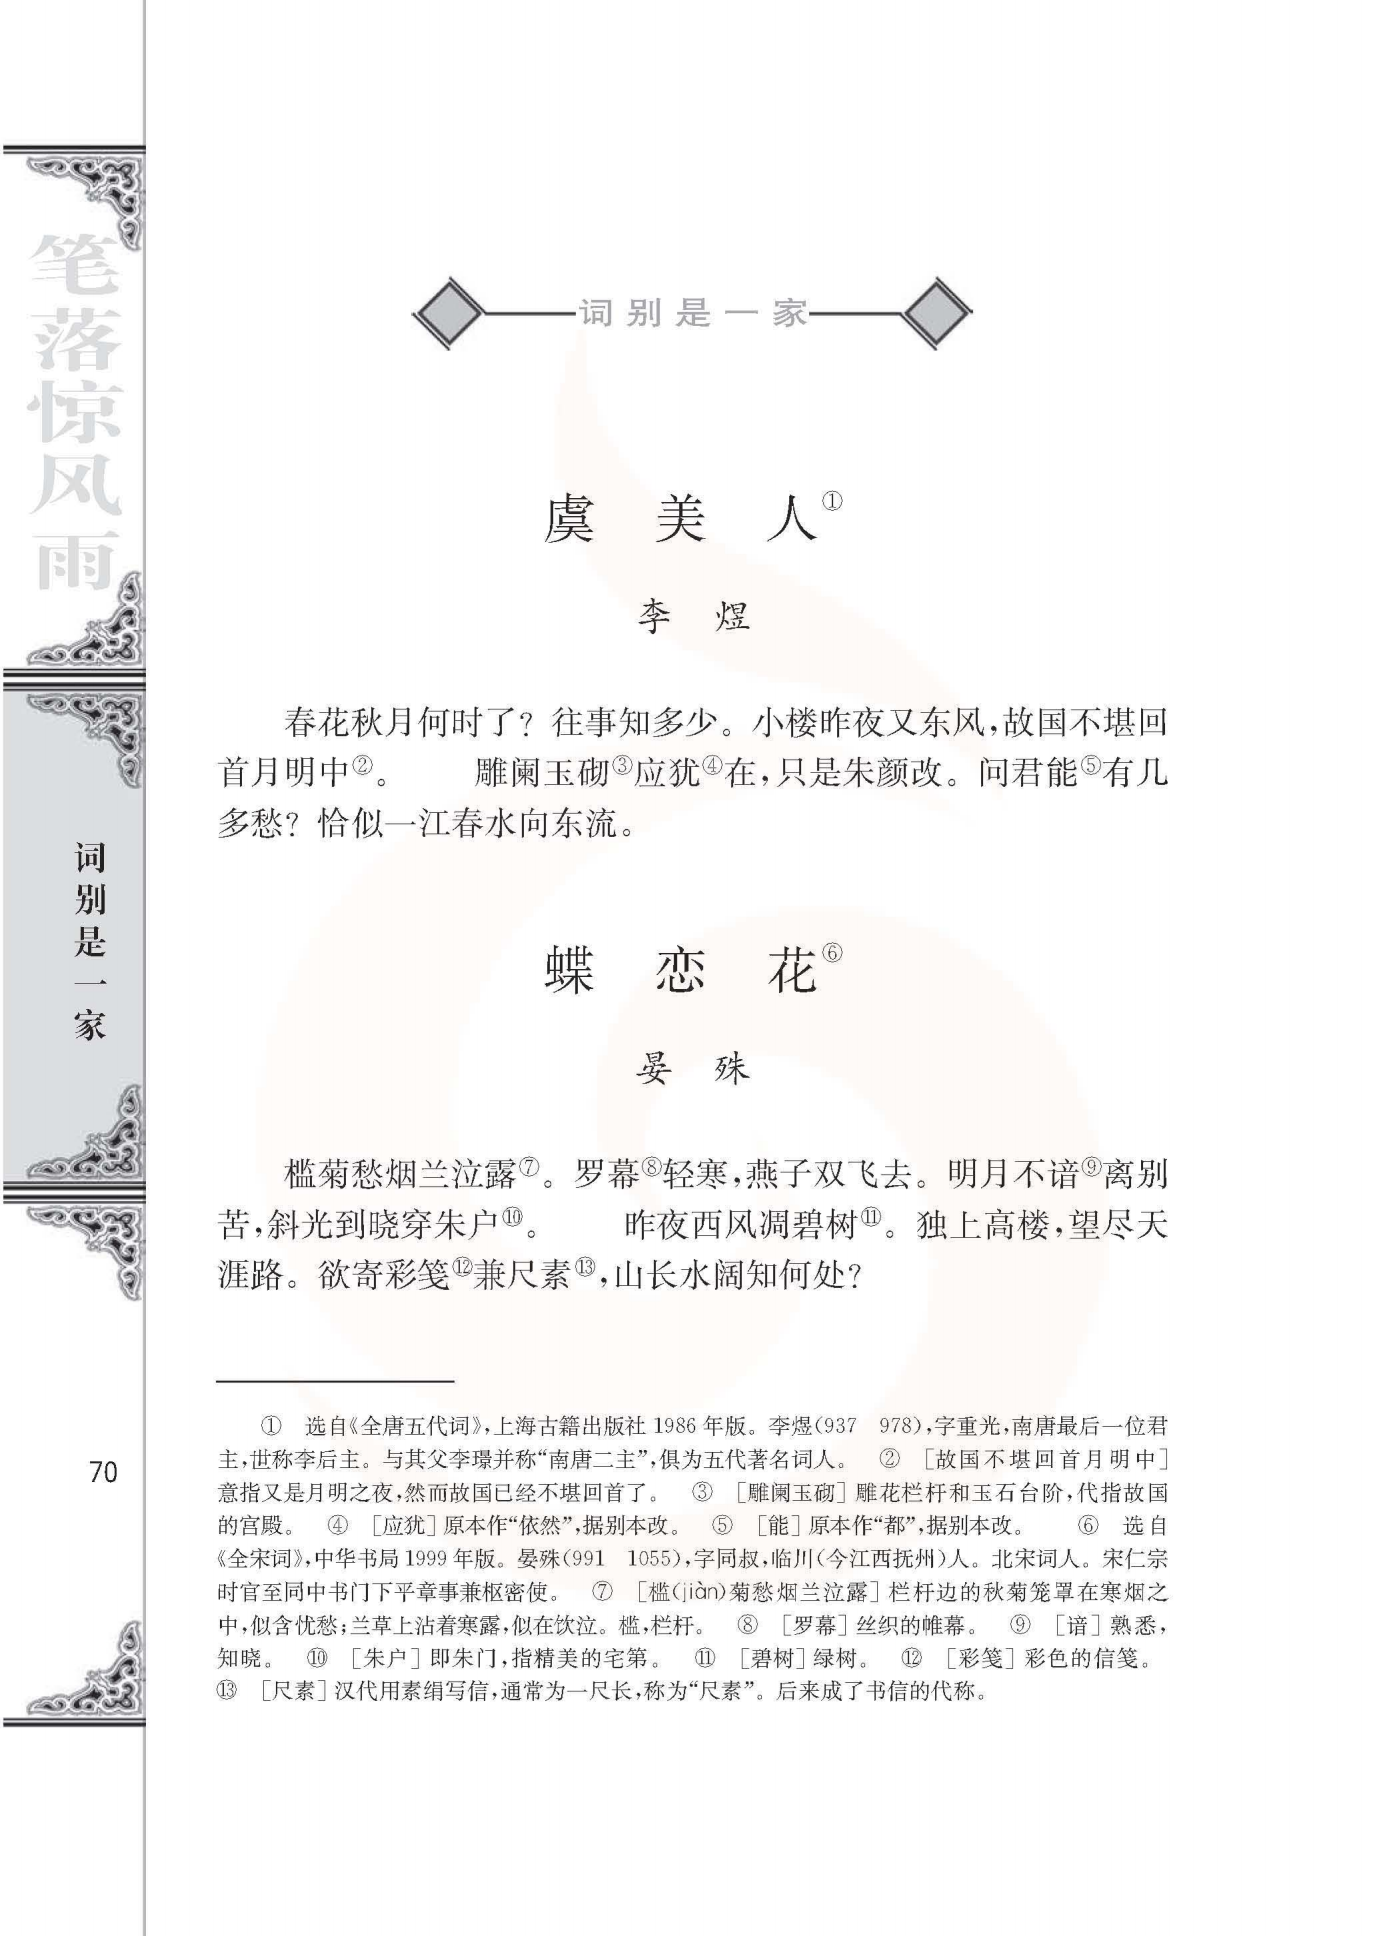 笔落惊风雨
词别是一家
70
词别是一家
虞美人①
李煜
春花秋月何时了？往事知多少。小楼昨夜又东风，故国不堪回
首月明中②。　　雕阑玉砌③应犹④在，只是朱颜改。问君能⑤有几
多愁？恰似一江春水向东流。
蝶恋花⑥
晏殊
槛菊愁烟兰泣露⑦。罗幕⑧轻寒，燕子双飞去。明月不谙⑨离别
苦，斜光到晓穿朱户⑩。　　昨夜西风凋碧树⑪。独上高楼，望尽天
涯路。欲寄彩笺⑫兼尺素⑬，山长水阔知何处？
①　选自《全唐五代词》，上海古籍出版社 1986 年版。李煜（937　978），字重光，南唐最后一位君
主，世称李后主。与其父李璟并称“南唐二主”，俱为五代著名词人。　②　［故国不堪回首月明中］
意指又是月明之夜，然而故国已经不堪回首了。　③　［雕阑玉砌］雕花栏杆和玉石台阶，代指故国
的宫殿。　④　［应犹］原本作“依然”，据别本改。　⑤　［能］原本作“都”，据别本改。　⑥　选自
《全宋词》，中华书局 1999 年版。晏殊（991　1055），字同叔，临川（今江西抚州）人。北宋词人。宋仁宗
时官至同中书门下平章事兼枢密使。　⑦　［槛(jiàn)菊愁烟兰泣露］栏杆边的秋菊笼罩在寒烟之
中，似含忧愁；兰草上沾着寒露，似在饮泣。槛，栏杆。　⑧　［罗幕］丝织的帷幕。　⑨　［谙］熟悉，
知晓。　⑩　［朱户］即朱门，指精美的宅第。　⑪　［碧树］绿树。　⑫　［彩笺］彩色的信笺。
⑬　［尺素］汉代用素绢写信，通常为一尺长，称为“尺素”。后来成了书信的代称。